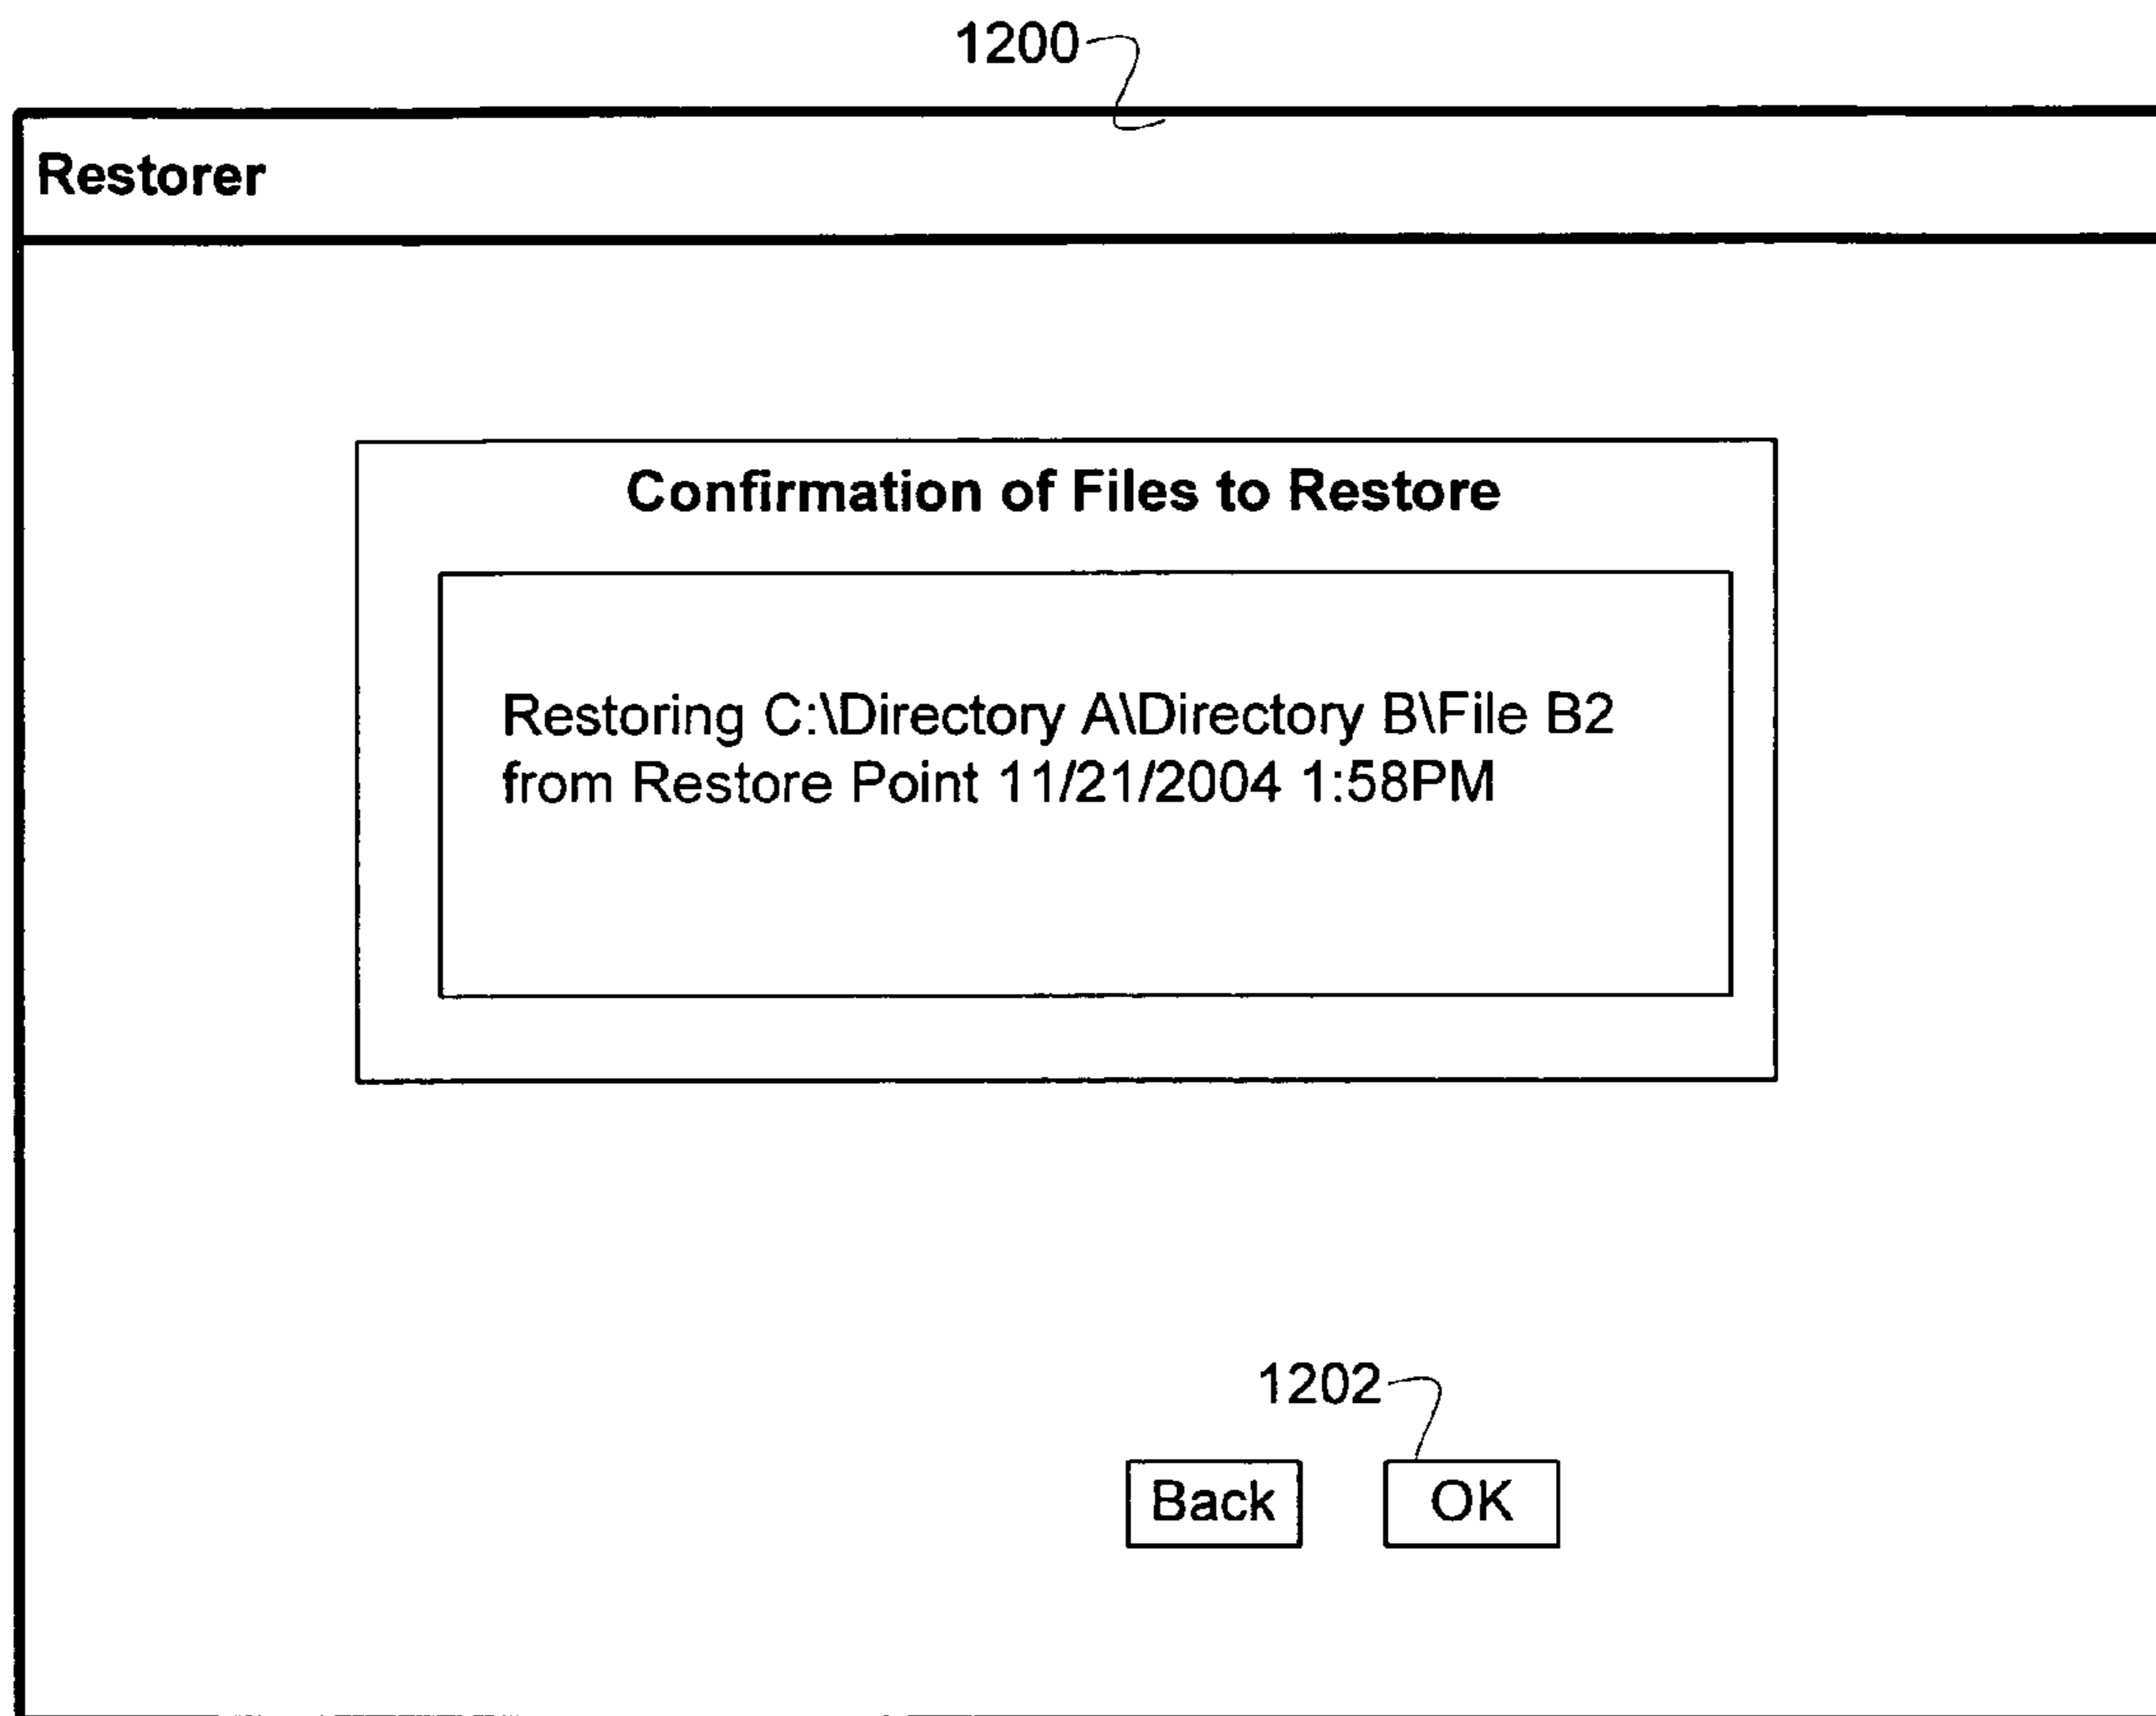 1200
Restorer
Confirmation of Files to Restore
Restoring C:\Directory A\Directory B\File B2
from Restore Point 11/21/2004 1:58PM
1202
Back OK